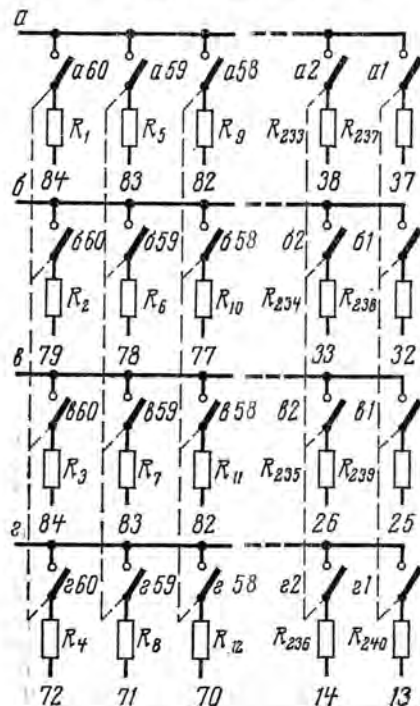 а
а60 а59 а58 а2 а1
R1 R5 R9 R233 R237
84 83 82 38 37
б
б60 б59 б58 б2 б1
R2 R6 R10 R234 R238
79 78 77 33 32
в
в60 в59 в58 в2 в1
R3 R7 R11 R235 R239
84 83 82 26 25
г
г60 г59 г58 г2 г1
R4 R8 R12 R236 R240
72 71 70 14 13